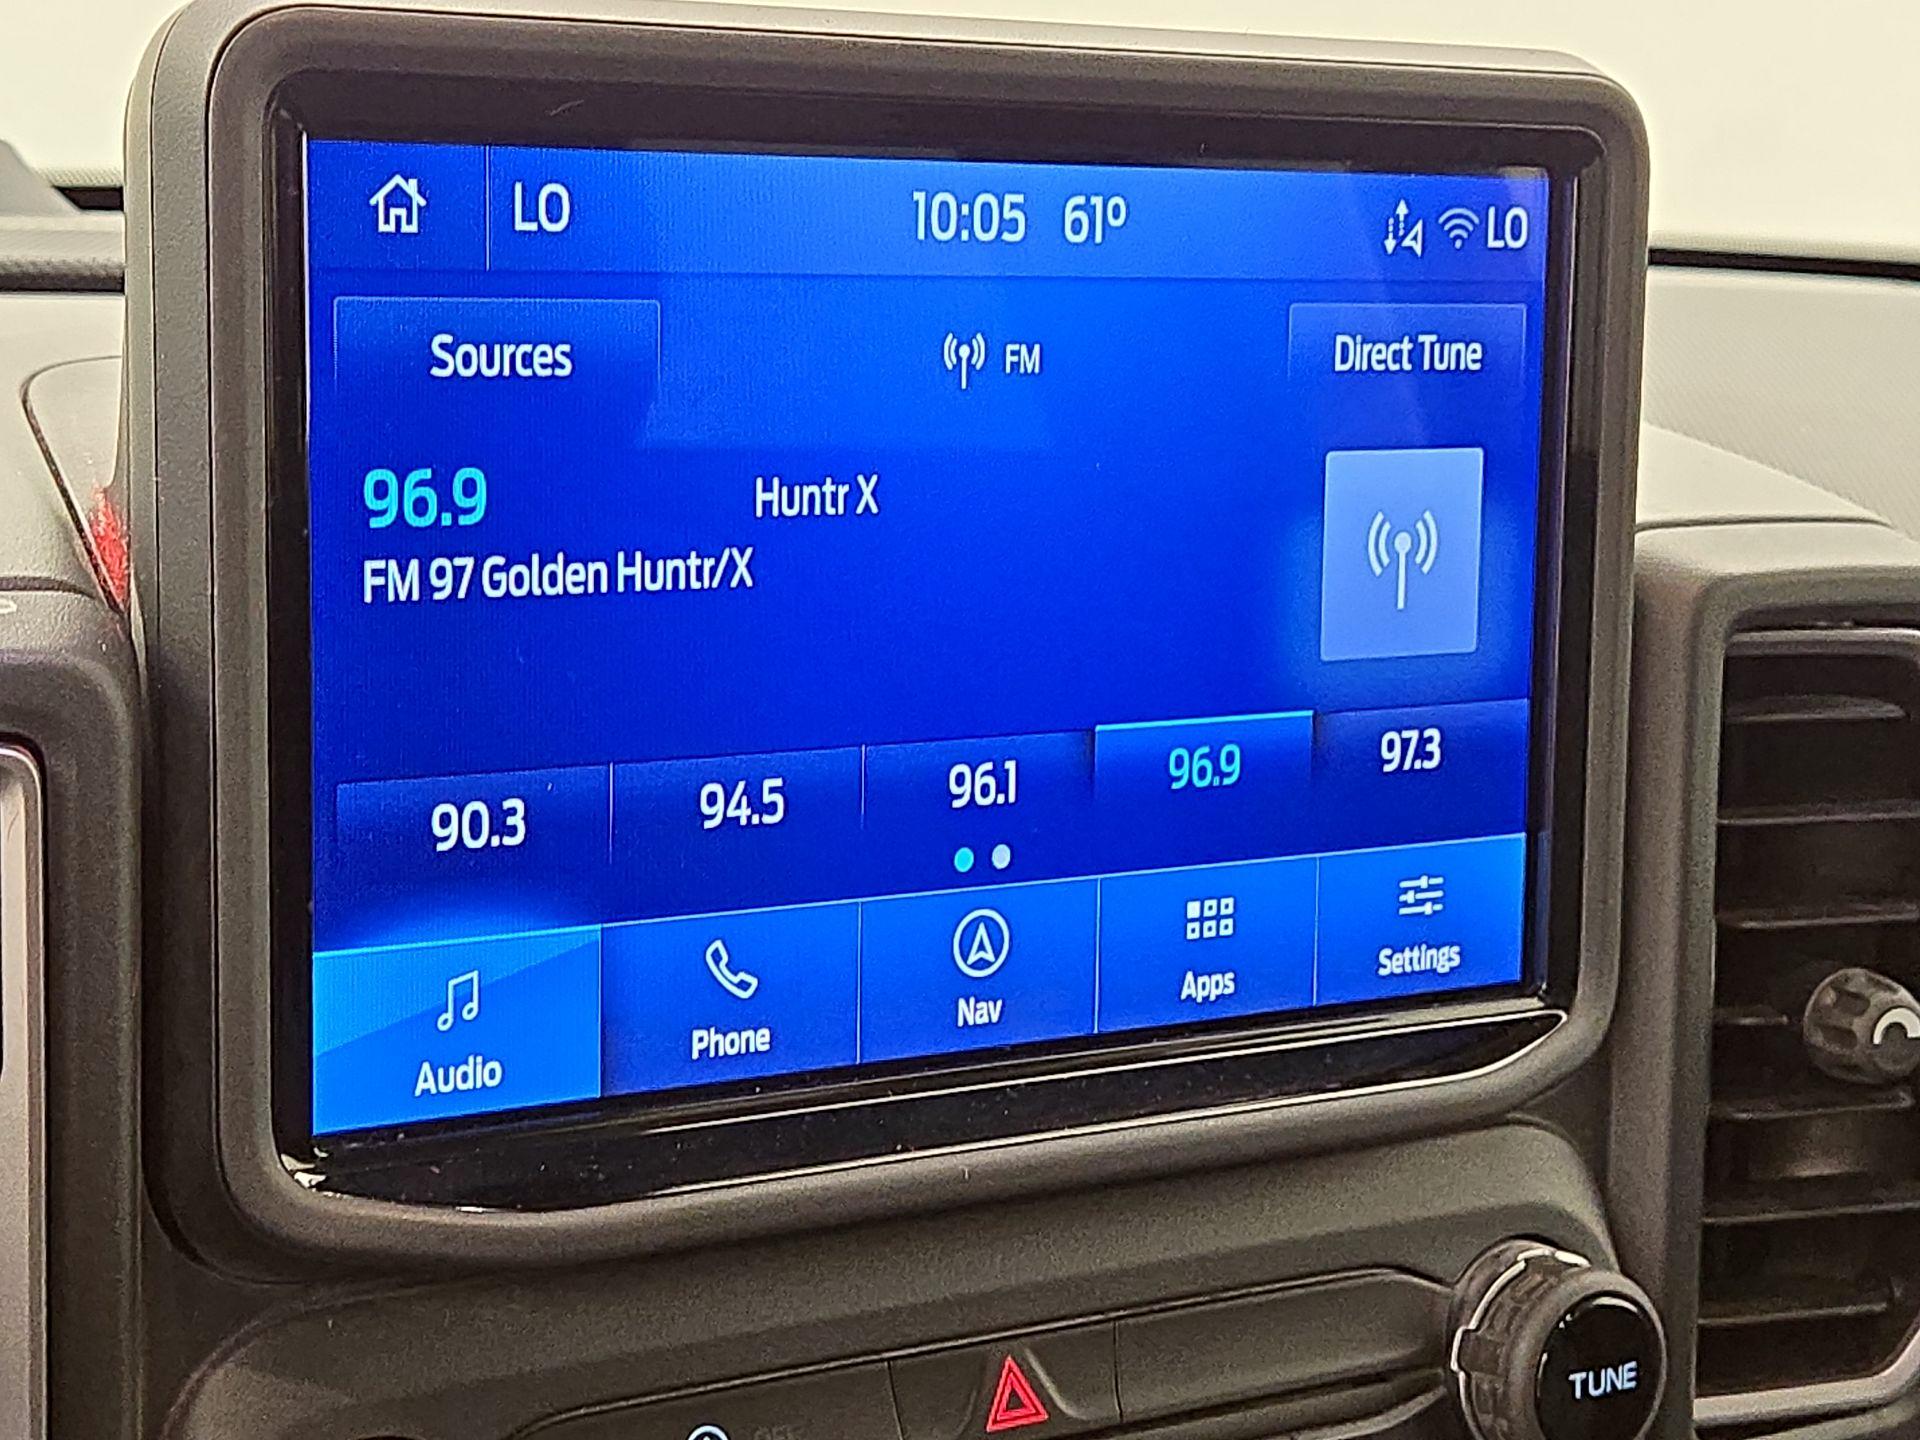 LO 10:05 61° LO
Sources FM Direct Tune
96.9 Huntr X
FM 97 Golden Huntr/X
90.3 94.5 96.1 96.9 97.3
Audio Phone Nav Apps Settings
TUNE